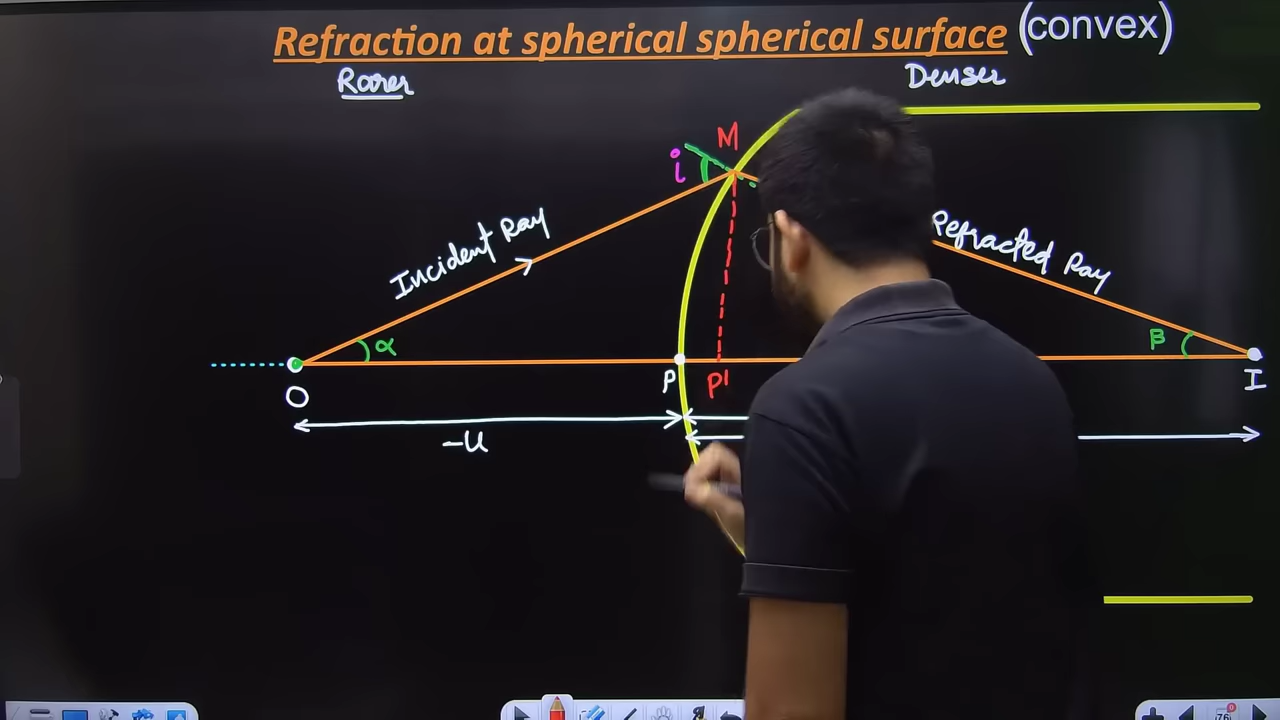 Refraction at spherical spherical surface (convex)
Rarer
Denser
M
i
Incident Ray
Refracted Ray
α
β
O
P
P'
I
-u